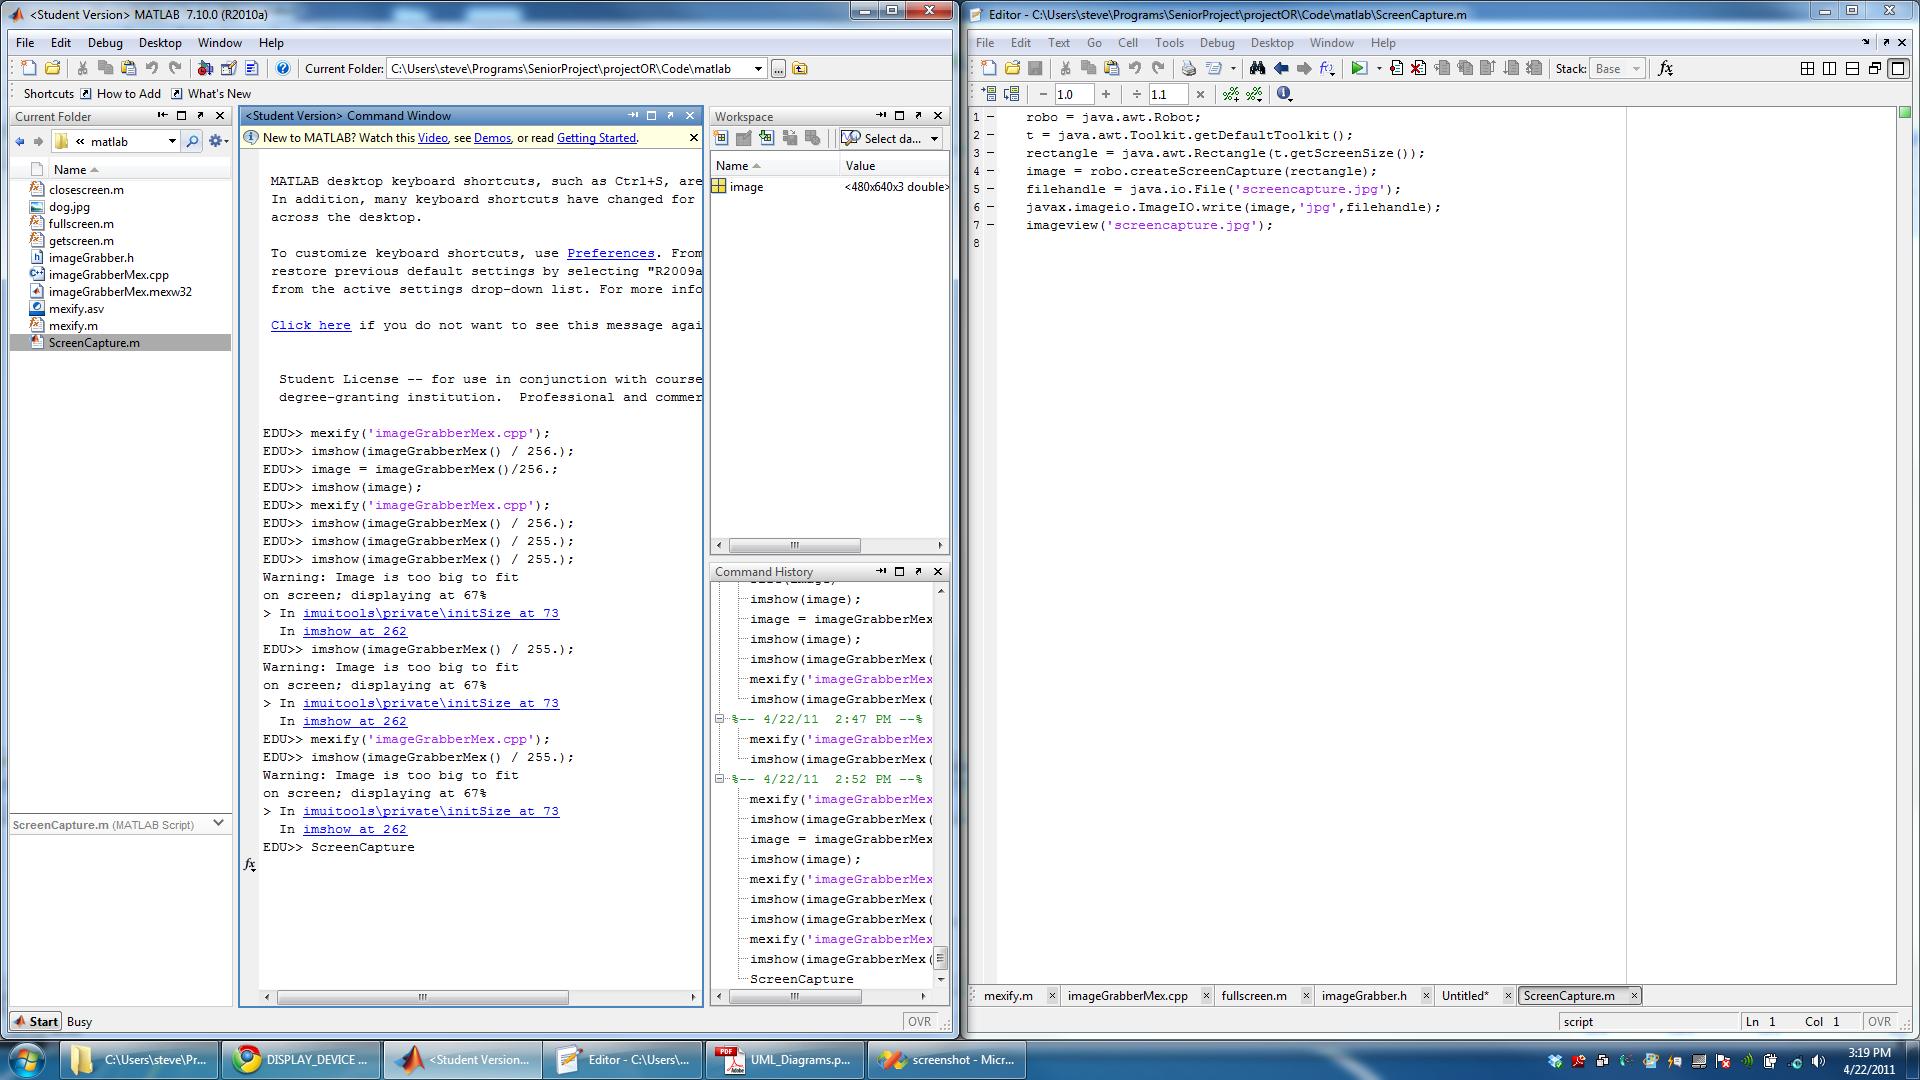 <Student Version> MATLAB 7.10.0 (R2010a)
File Edit Debug Desktop Window Help
Current Folder: C:\Users\steve\Programs\SeniorProject\projectOR\Code\matlab
Shortcuts How to Add What's New
Current Folder
« matlab
Name
closescreen.m
dog.jpg
fullscreen.m
getscreen.m
imageGrabber.h
imageGrabberMex.cpp
imageGrabberMex.mexw32
mexify.asv
mexify.m
ScreenCapture.m
ScreenCapture.m (MATLAB Script)
<Student Version> Command Window
New to MATLAB? Watch this Video, see Demos, or read Getting Started.
MATLAB desktop keyboard shortcuts, such as Ctrl+S, are
In addition, many keyboard shortcuts have changed for
across the desktop.
To customize keyboard shortcuts, use Preferences. From
restore previous default settings by selecting "R2009a
from the active settings drop-down list. For more info
Click here if you do not want to see this message agai
Student License -- for use in conjunction with course
degree-granting institution. Professional and commer
EDU>> mexify('imageGrabberMex.cpp');
EDU>> imshow(imageGrabberMex() / 256.);
EDU>> image = imageGrabberMex()/256.;
EDU>> imshow(image);
EDU>> mexify('imageGrabberMex.cpp');
EDU>> imshow(imageGrabberMex() / 256.);
EDU>> imshow(imageGrabberMex() / 255.);
EDU>> imshow(imageGrabberMex() / 255.);
Warning: Image is too big to fit
on screen; displaying at 67%
> In imuitools\private\initSize at 73
In imshow at 262
EDU>> imshow(imageGrabberMex() / 255.);
Warning: Image is too big to fit
on screen; displaying at 67%
> In imuitools\private\initSize at 73
In imshow at 262
EDU>> mexify('imageGrabberMex.cpp');
EDU>> imshow(imageGrabberMex() / 255.);
Warning: Image is too big to fit
on screen; displaying at 67%
> In imuitools\private\initSize at 73
In imshow at 262
EDU>> ScreenCapture
fx
Workspace
Select da...
Name Value
image <480x640x3 double>
Command History
imshow(image);
image = imageGrabberMex
imshow(image);
imshow(imageGrabberMex(
mexify('imageGrabberMex
imshow(imageGrabberMex(
%-- 4/22/11 2:47 PM --%
mexify('imageGrabberMex
imshow(imageGrabberMex(
%-- 4/22/11 2:52 PM --%
mexify('imageGrabberMex
imshow(imageGrabberMex(
image = imageGrabberMex
imshow(image);
mexify('imageGrabberMex
imshow(imageGrabberMex(
imshow(imageGrabberMex(
mexify('imageGrabberMex
imshow(imageGrabberMex(
ScreenCapture
Start Busy
OVR
Editor - C:\Users\steve\Programs\SeniorProject\projectOR\Code\matlab\ScreenCapture.m
File Edit Text Go Cell Tools Debug Desktop Window Help
Stack: Base fx
− 1.0 + ÷ 1.1 ×
1 − robo = java.awt.Robot;
2 − t = java.awt.Toolkit.getDefaultToolkit();
3 − rectangle = java.awt.Rectangle(t.getScreenSize());
4 − image = robo.createScreenCapture(rectangle);
5 − filehandle = java.io.File('screencapture.jpg');
6 − javax.imageio.ImageIO.write(image,'jpg',filehandle);
7 − imageview('screencapture.jpg');
8
mexify.m imageGrabberMex.cpp fullscreen.m imageGrabber.h Untitled* ScreenCapture.m
script Ln 1 Col 1 OVR
C:\Users\steve\Pr... DISPLAY_DEVICE ... <Student Version... Editor - C:\Users\... UML_Diagrams.p... screenshot - Micr...
3:19 PM
4/22/2011